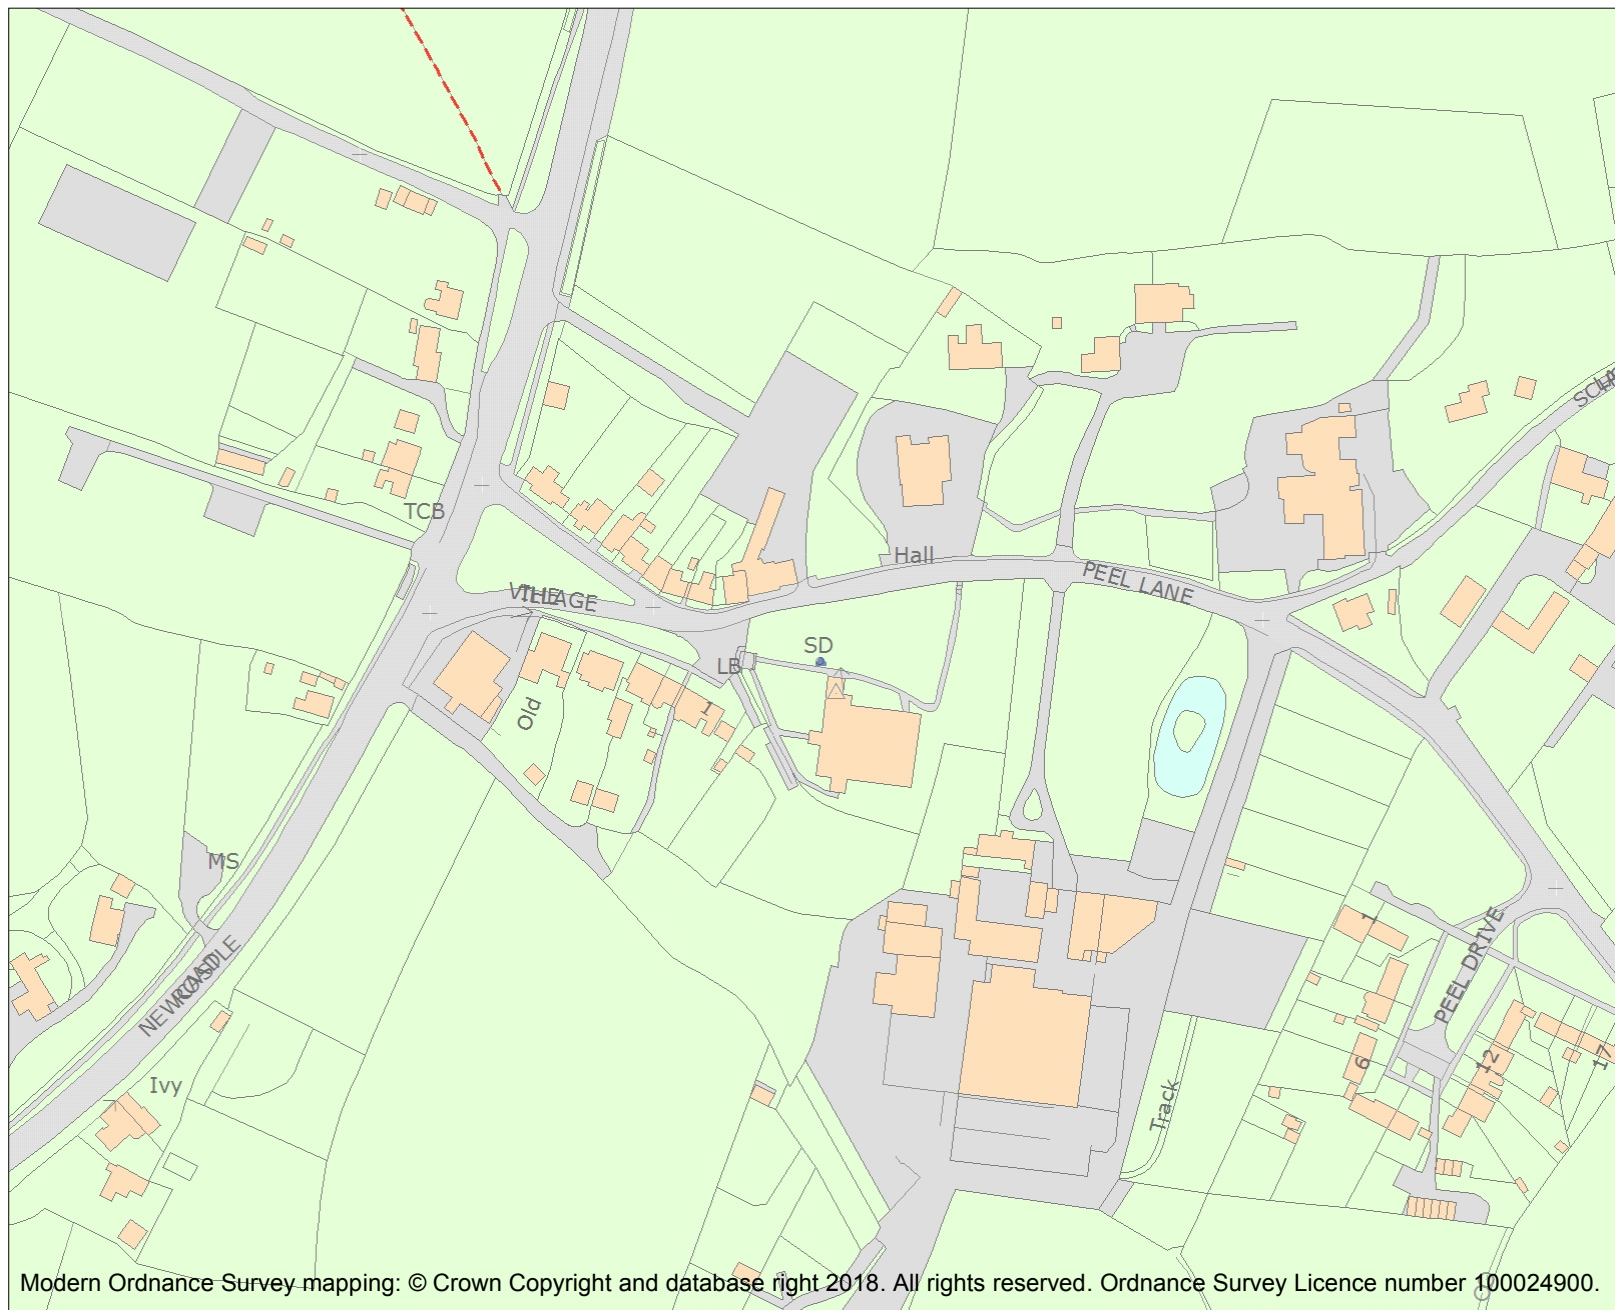 TCB
Hall
PEEL LANE
THE
VILLAGE
SD
LB
1
Old
MS
NEWCASTLE
ROAD
Ivy
1
PEEL DRIVE
6
12
17
Track
Modern Ordnance Survey mapping: © Crown Copyright and database right 2018. All rights reserved. Ordnance Survey Licence number 100024900.